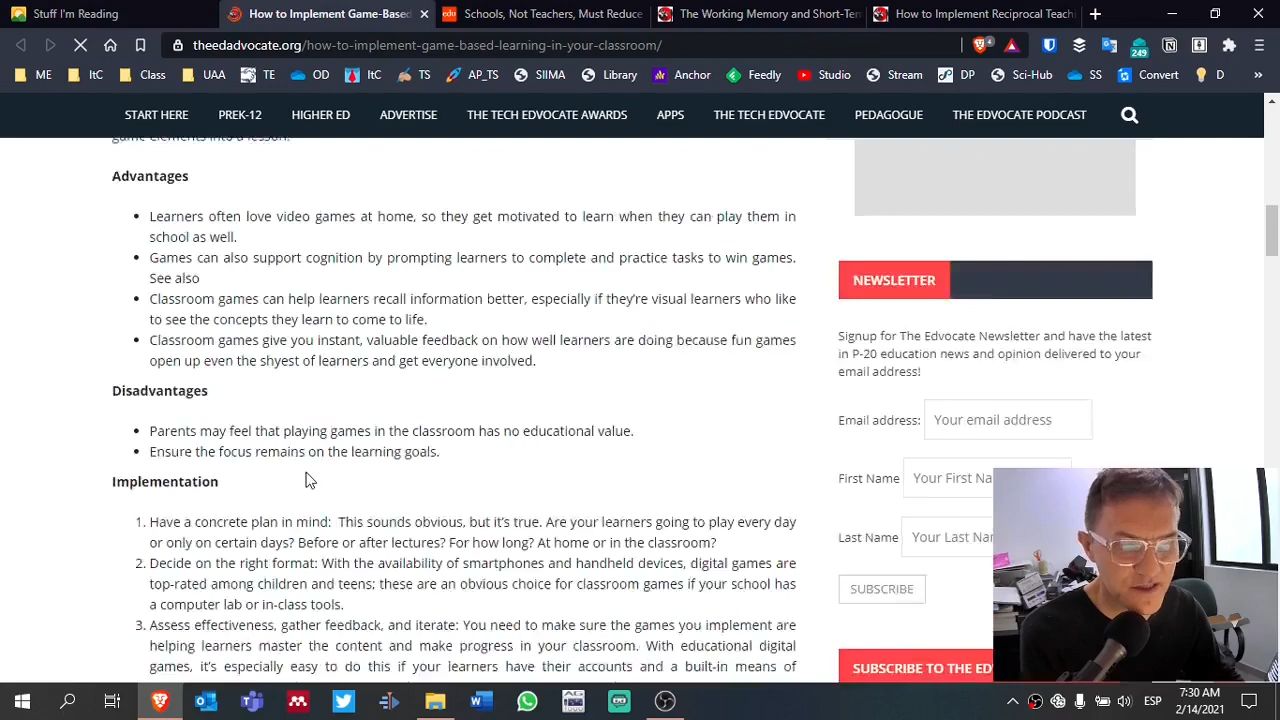 Stuff I'm Reading
How to Implement Game-Based
Schools, Not Teachers, Must Reduce
The Working Memory and Short-Ter
How to Implement Reciprocal Teach
theedadvocate.org/how-to-implement-game-based-learning-in-your-classroom/
4
249
ME ItC Class UAA TE OD ItC TS AP_TS SIIMA Library Anchor Feedly Studio Stream DP Sci-Hub SS Convert D »
START HERE PREK-12 HIGHER ED ADVERTISE THE TECH EDVOCATE AWARDS APPS THE TECH EDVOCATE PEDAGOGUE THE EDVOCATE PODCAST
game elements into a lesson.
Advantages
• Learners often love video games at home, so they get motivated to learn when they can play them in
school as well.
• Games can also support cognition by prompting learners to complete and practice tasks to win games.
See also
• Classroom games can help learners recall information better, especially if they're visual learners who like
to see the concepts they learn to come to life.
• Classroom games give you instant, valuable feedback on how well learners are doing because fun games
open up even the shyest of learners and get everyone involved.
Disadvantages
• Parents may feel that playing games in the classroom has no educational value.
• Ensure the focus remains on the learning goals.
Implementation
1. Have a concrete plan in mind: This sounds obvious, but it's true. Are your learners going to play every day
or only on certain days? Before or after lectures? For how long? At home or in the classroom?
2. Decide on the right format: With the availability of smartphones and handheld devices, digital games are
top-rated among children and teens; these are an obvious choice for classroom games if your school has
a computer lab or in-class tools.
3. Assess effectiveness, gather feedback, and iterate: You need to make sure the games you implement are
helping learners master the content and make progress in your classroom. With educational digital
games, it's especially easy to do this if your learners have their accounts and a built-in means of
NEWSLETTER
Signup for The Edvocate Newsletter and have the latest
in P-20 education news and opinion delivered to your
email address!
Email address: Your email address
First Name Your First Na
Last Name Your Last Nam
SUBSCRIBE
SUBSCRIBE TO THE ED
ESP
7:30 AM
2/14/2021